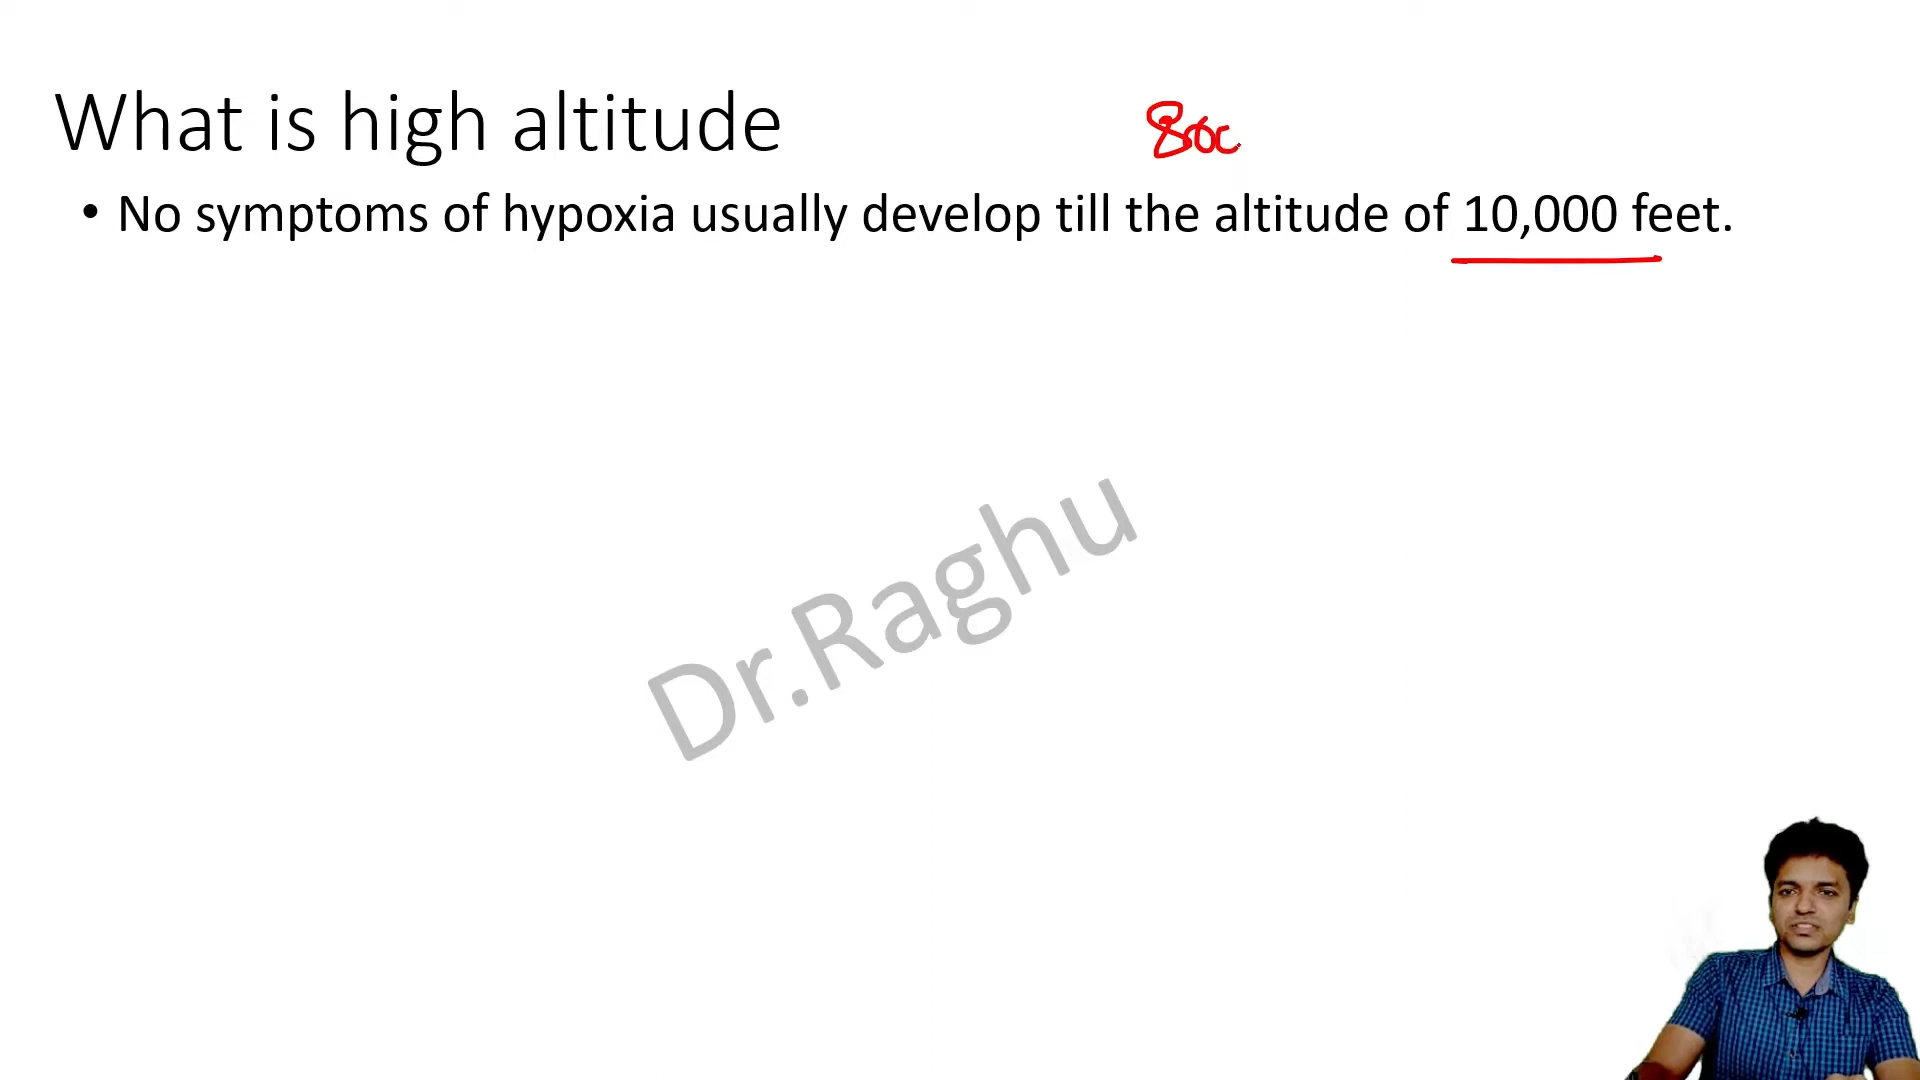 What is high altitude
• No symptoms of hypoxia usually develop till the altitude of 10,000 feet.
Dr.Raghu